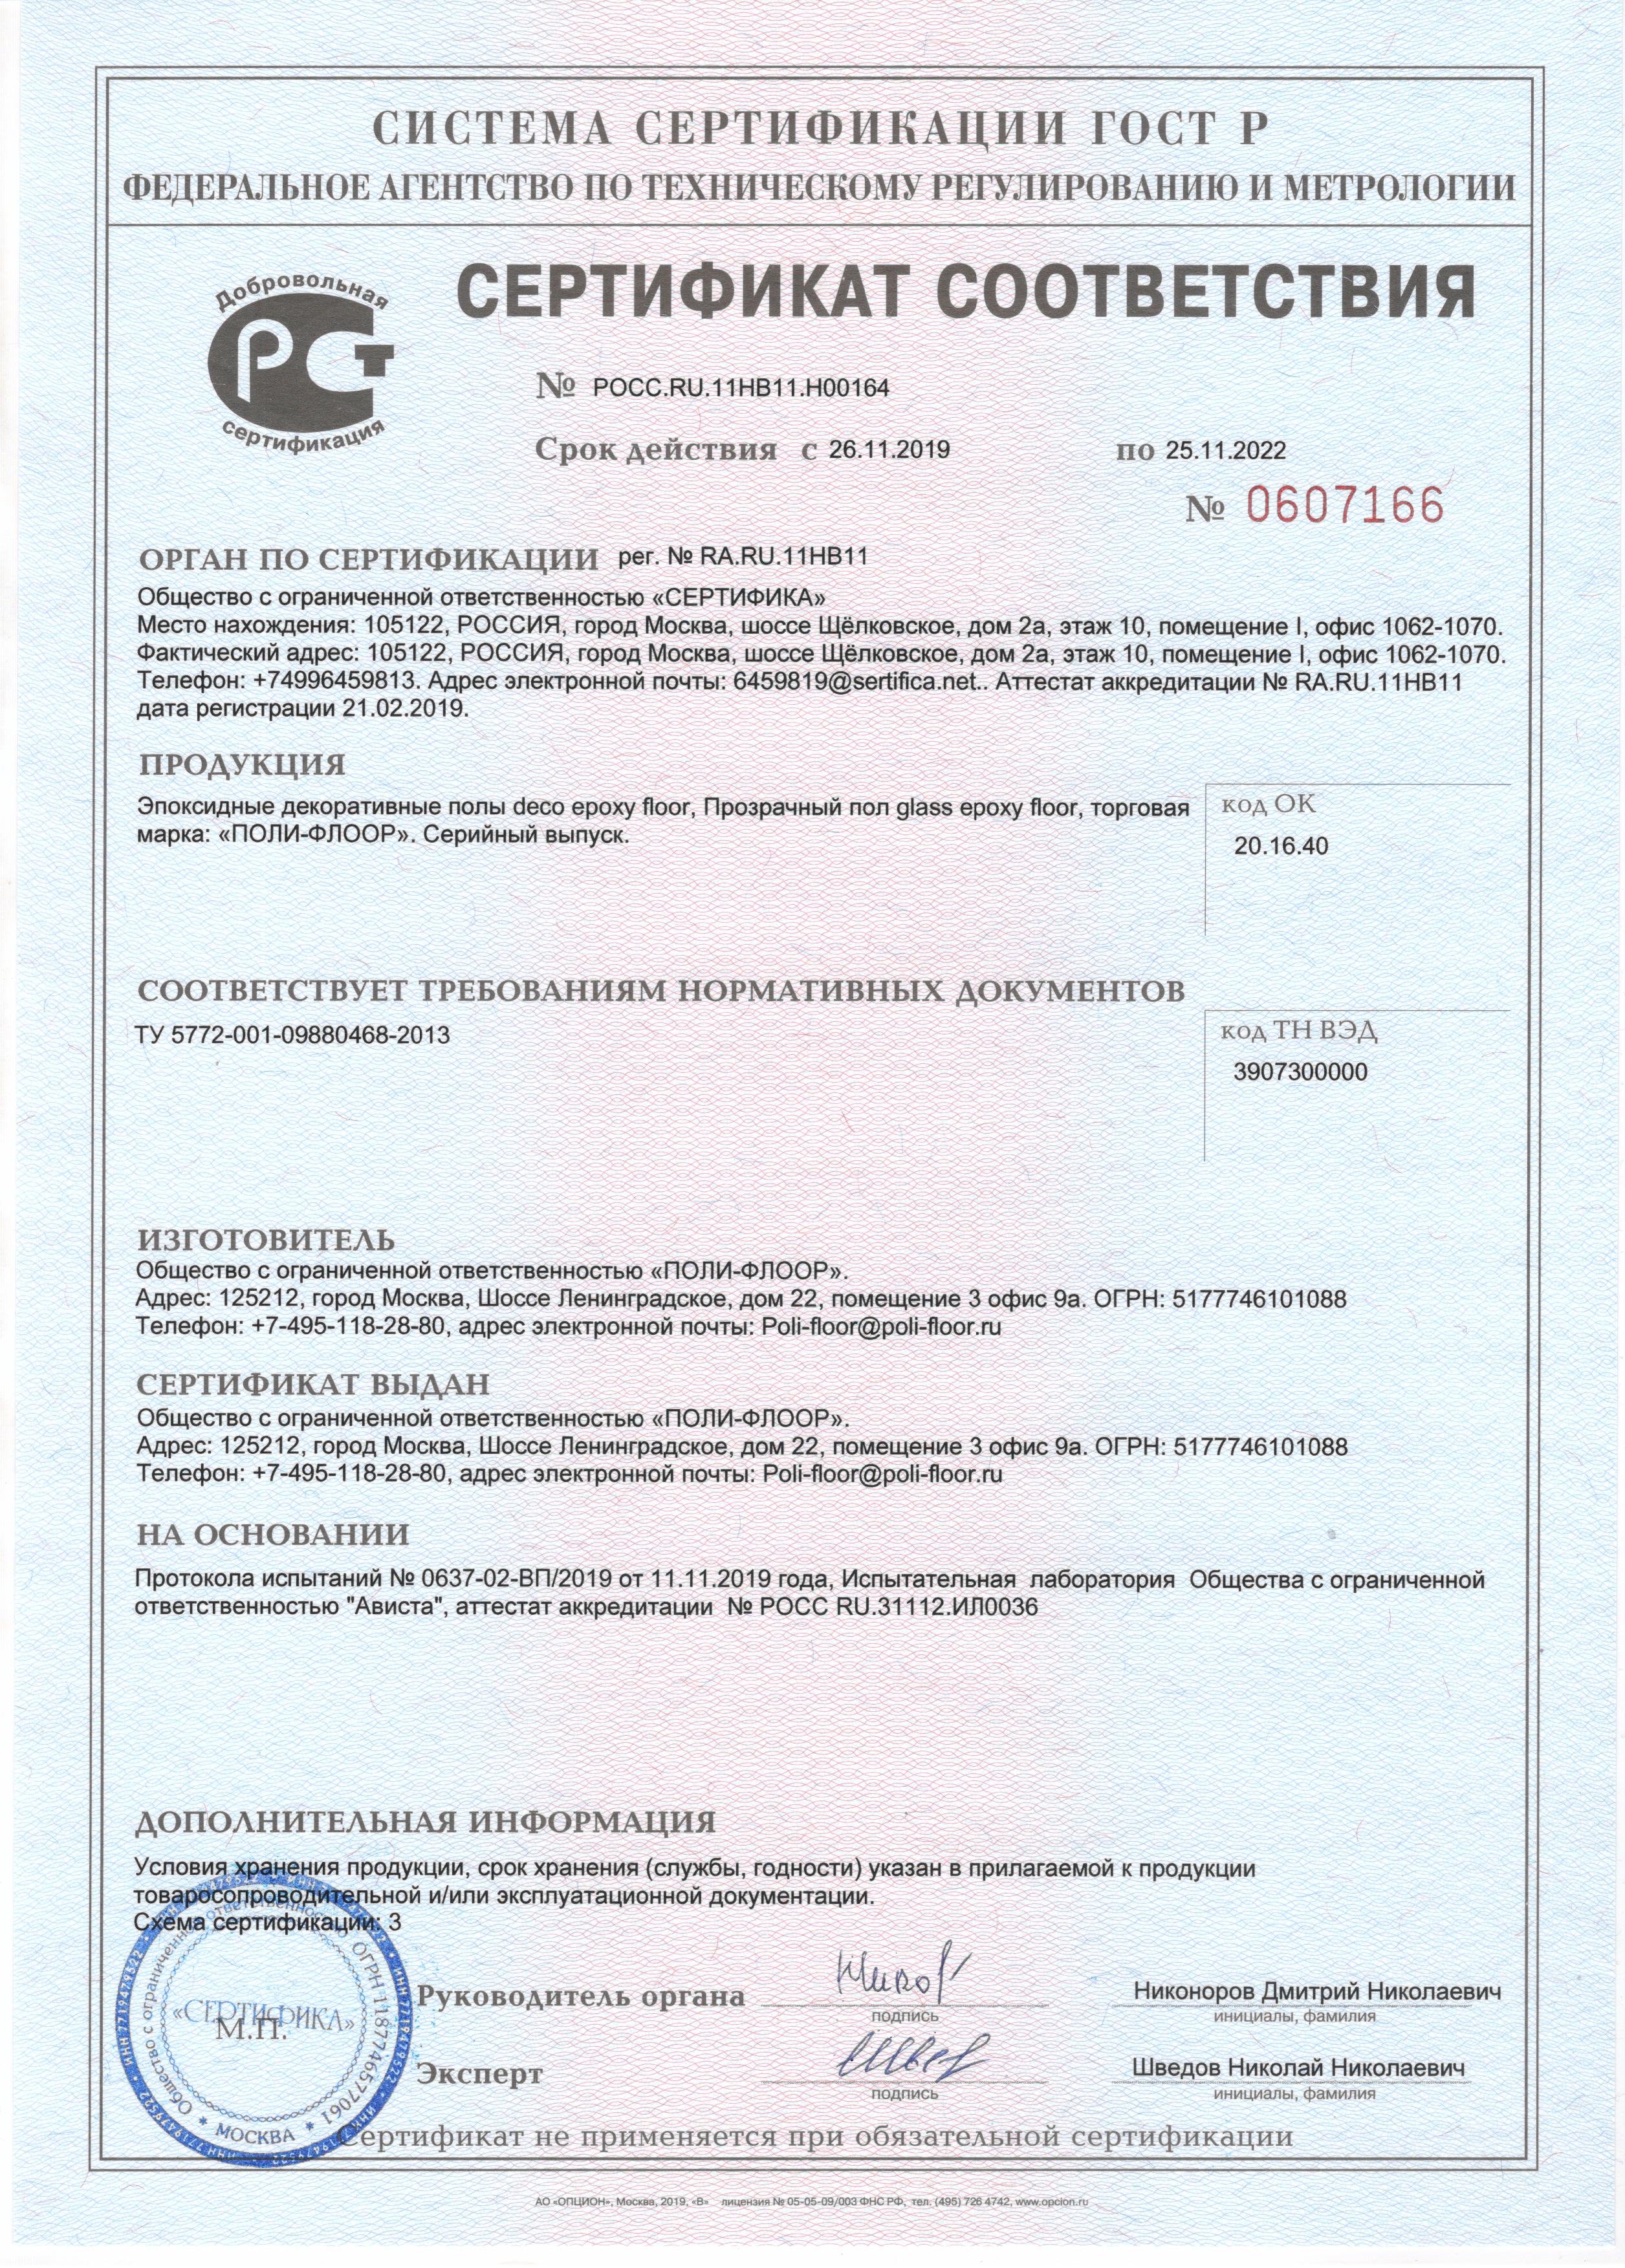 СИСТЕМА СЕРТИФИКАЦИИ ГОСТ Р
ФЕДЕРАЛЬНОЕ АГЕНТСТВО ПО ТЕХНИЧЕСКОМУ РЕГУЛИРОВАНИЮ И МЕТРОЛОГИИ
Добровольная
РСТ
сертификация
СЕРТИФИКАТ СООТВЕТСТВИЯ
№ РОСС.RU.11НВ11.Н00164
Срок действия с 26.11.2019 по 25.11.2022
№ 0607166
ОРГАН ПО СЕРТИФИКАЦИИ рег. № RA.RU.11НВ11
Общество с ограниченной ответственностью «СЕРТИФИКА»
Место нахождения: 105122, РОССИЯ, город Москва, шоссе Щёлковское, дом 2а, этаж 10, помещение I, офис 1062-1070.
Фактический адрес: 105122, РОССИЯ, город Москва, шоссе Щёлковское, дом 2а, этаж 10, помещение I, офис 1062-1070.
Телефон: +74996459813. Адрес электронной почты: 6459819@sertifica.net.. Аттестат аккредитации № RA.RU.11НВ11
дата регистрации 21.02.2019.
ПРОДУКЦИЯ
Эпоксидные декоративные полы deco epoxy floor, Прозрачный пол glass epoxy floor, торговая
марка: «ПОЛИ-ФЛООР». Серийный выпуск.
код ОК
20.16.40
СООТВЕТСТВУЕТ ТРЕБОВАНИЯМ НОРМАТИВНЫХ ДОКУМЕНТОВ
ТУ 5772-001-09880468-2013
код ТН ВЭД
3907300000
ИЗГОТОВИТЕЛЬ
Общество с ограниченной ответственностью «ПОЛИ-ФЛООР».
Адрес: 125212, город Москва, Шоссе Ленинградское, дом 22, помещение 3 офис 9а. ОГРН: 5177746101088
Телефон: +7-495-118-28-80, адрес электронной почты: Poli-floor@poli-floor.ru
СЕРТИФИКАТ ВЫДАН
Общество с ограниченной ответственностью «ПОЛИ-ФЛООР».
Адрес: 125212, город Москва, Шоссе Ленинградское, дом 22, помещение 3 офис 9а. ОГРН: 5177746101088
Телефон: +7-495-118-28-80, адрес электронной почты: Poli-floor@poli-floor.ru
НА ОСНОВАНИИ
Протокола испытаний № 0637-02-ВП/2019 от 11.11.2019 года, Испытательная лаборатория Общества с ограниченной
ответственностью "Ависта", аттестат аккредитации № РОСС RU.31112.ИЛ0036
ДОПОЛНИТЕЛЬНАЯ ИНФОРМАЦИЯ
Условия хранения продукции, срок хранения (службы, годности) указан в прилагаемой к продукции
товаросопроводительной и/или эксплуатационной документации.
Схема сертификации: 3
ИНН 7719479522
Общество с ограниченной ответственностью ОГРН 1187746577061
«СЕРТИФИКА»
МОСКВА
М.П.
Руководитель органа
подпись
Никоноров Дмитрий Николаевич
инициалы, фамилия
Эксперт
подпись
Шведов Николай Николаевич
инициалы, фамилия
Сертификат не применяется при обязательной сертификации
АО «ОПЦИОН», Москва, 2019, «В» лицензия № 05-05-09/003 ФНС РФ, тел. (495) 726 4742, www.opcion.ru